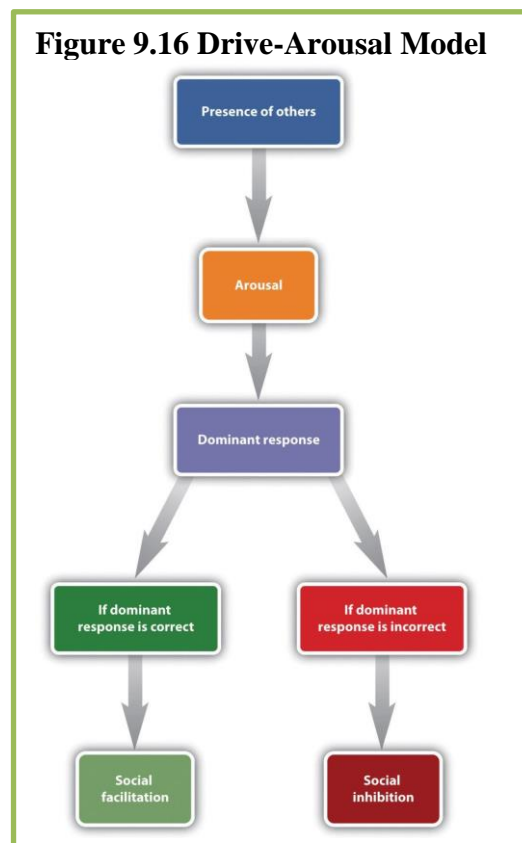 Figure 9.16 Drive-Arousal Model
Presence of others
Arousal
Dominant response
If dominant
response is correct
If dominant
response is incorrect
Social
facilitation
Social
inhibition